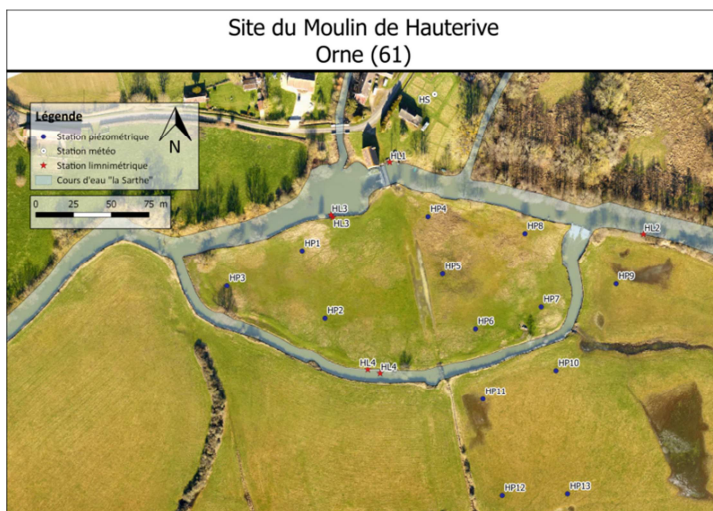 Site du Moulin de Hauterive
Orne (61)
Légende
Station piézométrique
Station météo
Station limnimétrique
Cours d'eau "la Sarthe"
N
0 25 50 75 m
HS
HL1
HL3
HL3
HP4
HP8
HL2
HP1
HP5
HP9
HP3
HP7
HP2
HP6
HL4
HL4
HP10
HP11
HP12
HP13